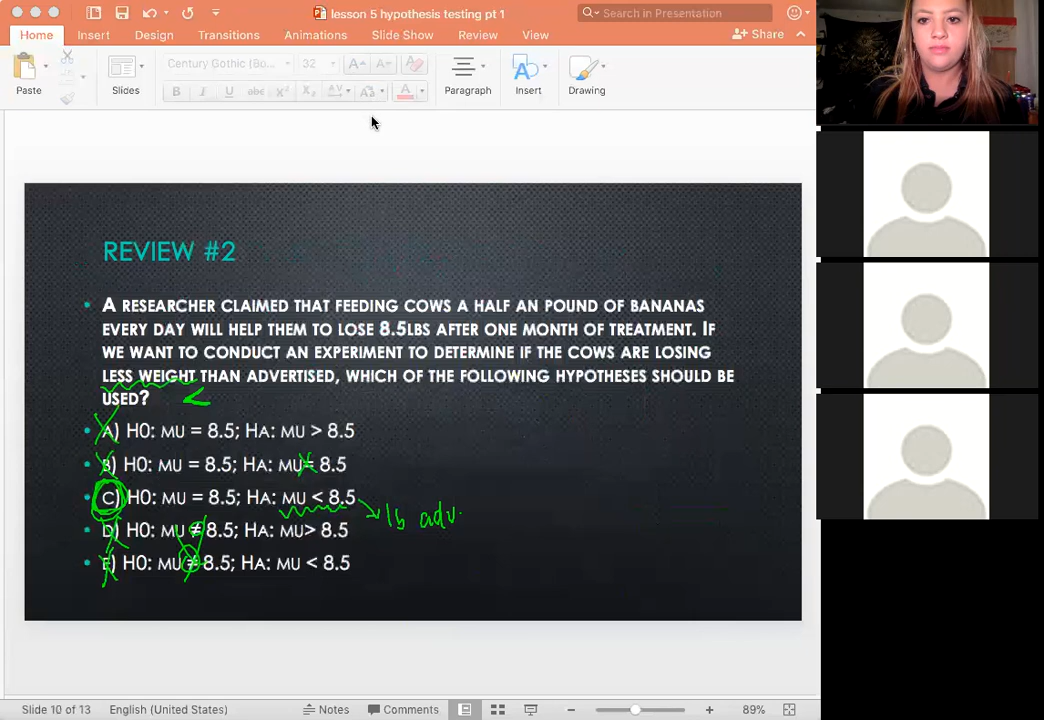 lesson 5 hypothesis testing pt 1
Search in Presentation
Home Insert Design Transitions Animations Slide Show Review View Share
Century Gothic (Bo... 32
Paste Slides B I U abc X² X₂ AV Aa A Paragraph Insert Drawing
REVIEW #2
• A RESEARCHER CLAIMED THAT FEEDING COWS A HALF AN POUND OF BANANAS
EVERY DAY WILL HELP THEM TO LOSE 8.5LBS AFTER ONE MONTH OF TREATMENT. IF
WE WANT TO CONDUCT AN EXPERIMENT TO DETERMINE IF THE COWS ARE LOSING
LESS WEIGHT THAN ADVERTISED, WHICH OF THE FOLLOWING HYPOTHESES SHOULD BE
USED? <
• A) H0: MU = 8.5; HA: MU > 8.5
• B) H0: MU = 8.5; HA: MU= 8.5
• C) H0: MU = 8.5; HA: MU < 8.5
lb adv.
• D) H0: MU ≠ 8.5; HA: MU> 8.5
• E) H0: MU ≠ 8.5; HA: MU < 8.5
Slide 10 of 13 English (United States) Notes Comments 89%